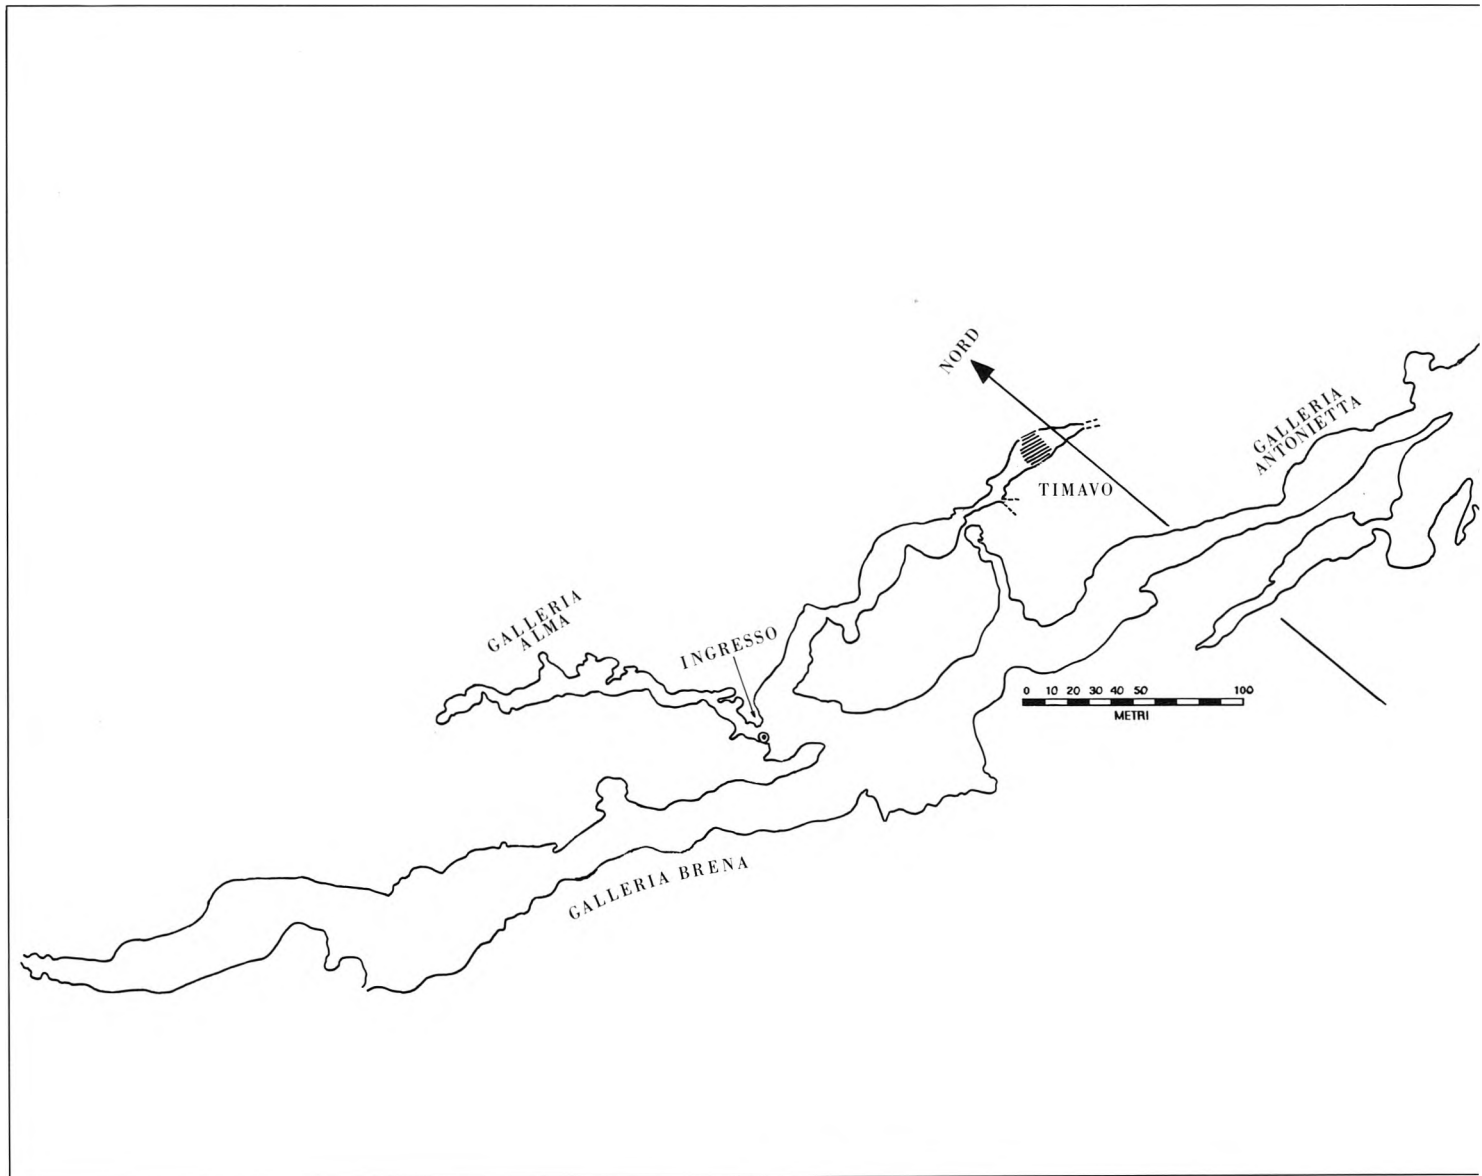 NORD
GALLERIA
ANTONIETTA
TIMAVO
GALLERIA
ALMA
INGRESSO
0 10 20 30 40 50 100
METRI
GALLERIA BRENA